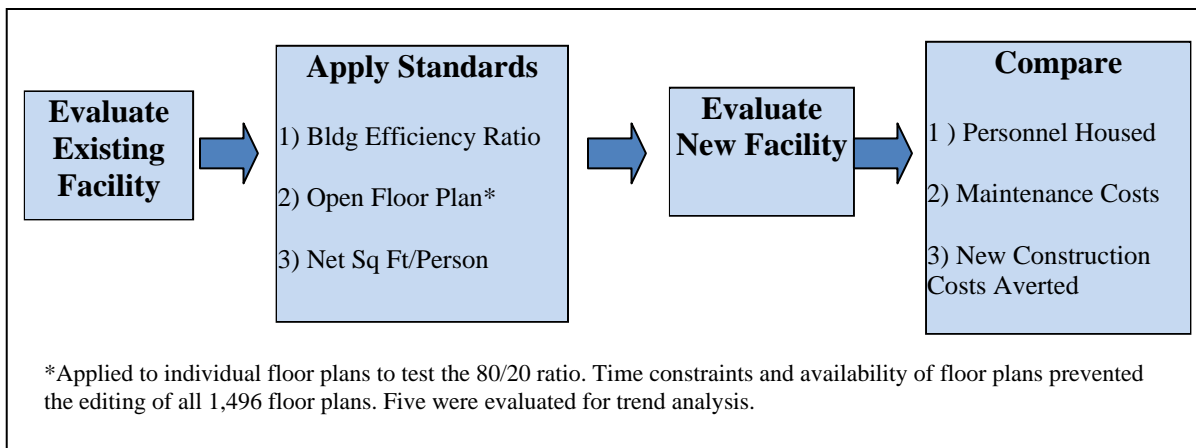 Evaluate
Existing
Facility
Apply Standards
1) Bldg Efficiency Ratio
2) Open Floor Plan*
3) Net Sq Ft/Person
Evaluate
New Facility
Compare
1 ) Personnel Housed
2) Maintenance Costs
3) New Construction
Costs Averted
*Applied to individual floor plans to test the 80/20 ratio. Time constraints and availability of floor plans prevented
the editing of all 1,496 floor plans. Five were evaluated for trend analysis.